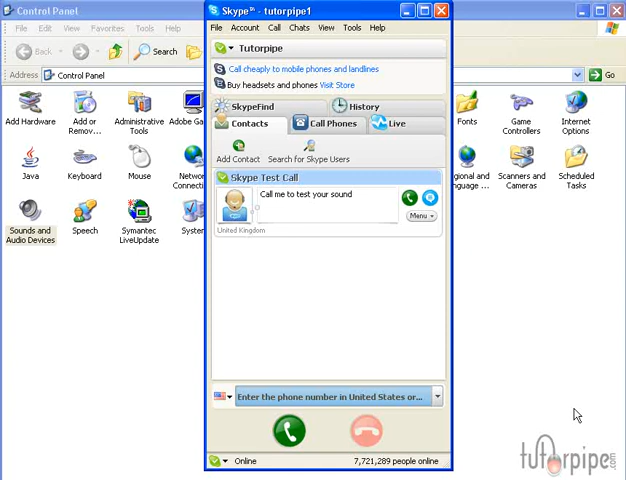 Control Panel
File Edit View Favorites Tools Help
Back Search
Address Control Panel Go
Add Hardware
Add or Remov...
Administrative Tools
Adobe Ga
Java
Keyboard
Mouse
Network Connecti
Sounds and Audio Devices
Speech
Symantec LiveUpdate
System
Skype™ - tutorpipe1
File Account Call Chats View Tools Help
Tutorpipe
Call cheaply to mobile phones and landlines
Buy headsets and phones Visit Store
SkypeFind History
Contacts Call Phones Live
Add Contact Search for Skype Users
Skype Test Call
Call me to test your sound
Menu
United Kingdom
Enter the phone number in United States or...
Online 7,721,289 people online
Fonts
Game Controllers
Internet Options
gional and guage ...
Scanners and Cameras
Scheduled Tasks
tutorpipe.com